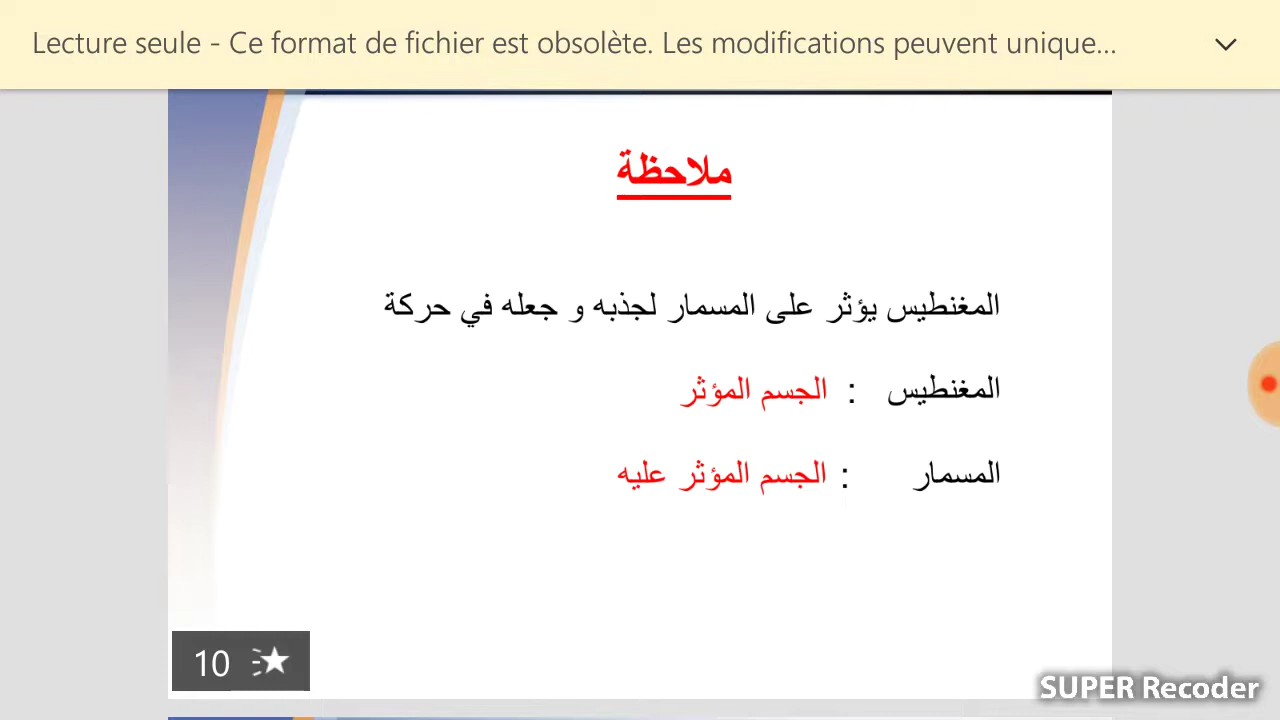 Lecture seule - Ce format de fichier est obsolète. Les modifications peuvent unique...
ملاحظة
المغنطيس يؤثر على المسمار لجذبه و جعله في حركة
المغنطيس : الجسم المؤثر
المسمار : الجسم المؤثر عليه
10
SUPER Recoder